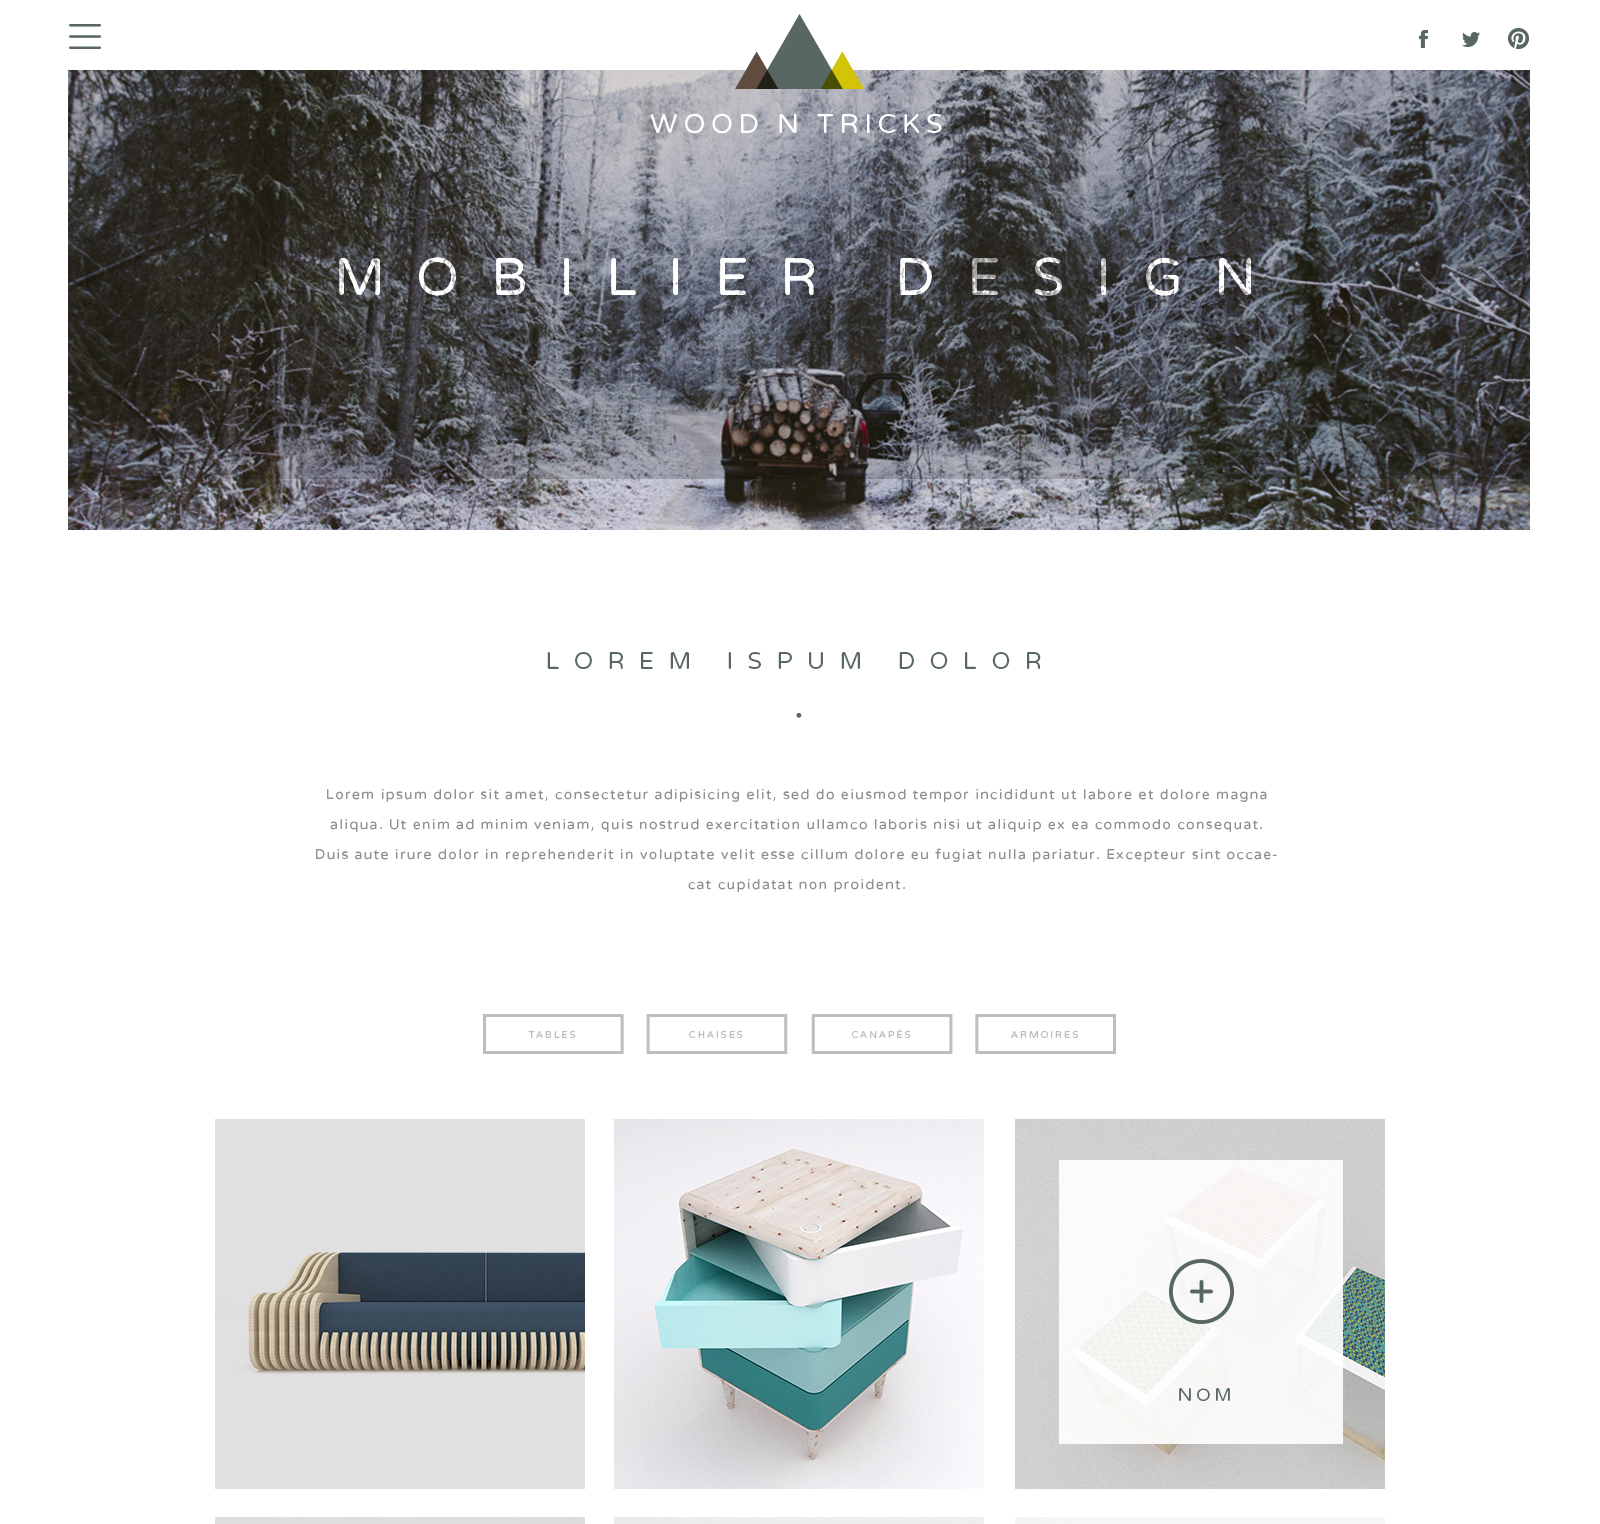 WOOD N TRICKS
MOBILIER DESIGN
LOREM ISPUM DOLOR
Lorem ipsum dolor sit amet, consectetur adipisicing elit, sed do eiusmod tempor incididunt ut labore et dolore magna
aliqua. Ut enim ad minim veniam, quis nostrud exercitation ullamco laboris nisi ut aliquip ex ea commodo consequat.
Duis aute irure dolor in reprehenderit in voluptate velit esse cillum dolore eu fugiat nulla pariatur. Excepteur sint occae-
cat cupidatat non proident.
TABLES
CHAISES
CANAPÉS
ARMOIRES
NOM